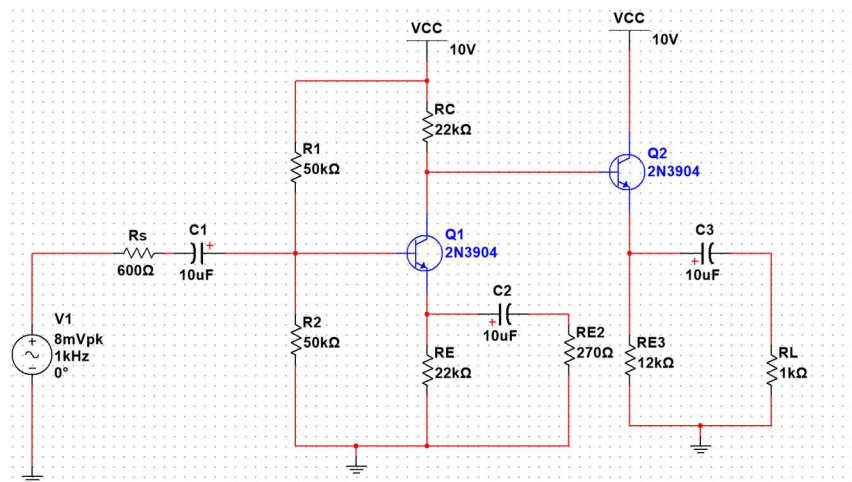 VCC
10V
VCC
10V
RC
22kΩ
R1
50kΩ
Q2
2N3904
Rs
600Ω
C1
+
10uF
Q1
2N3904
C3
+
10uF
C2
+
10uF
V1
8mVpk
1kHz
0°
R2
50kΩ
RE
22kΩ
RE2
270Ω
RE3
12kΩ
RL
1kΩ